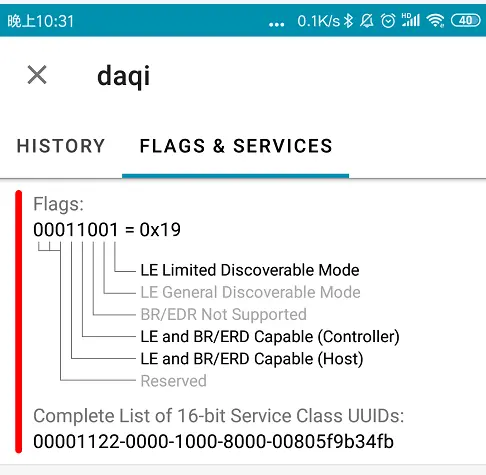 晚上10:31
... 0.1K/s HD 40
daqi
HISTORY FLAGS & SERVICES
Flags:
00011001 = 0x19
LE Limited Discoverable Mode
LE General Discoverable Mode
BR/EDR Not Supported
LE and BR/ERD Capable (Controller)
LE and BR/ERD Capable (Host)
Reserved
Complete List of 16-bit Service Class UUIDs:
00001122-0000-1000-8000-00805f9b34fb